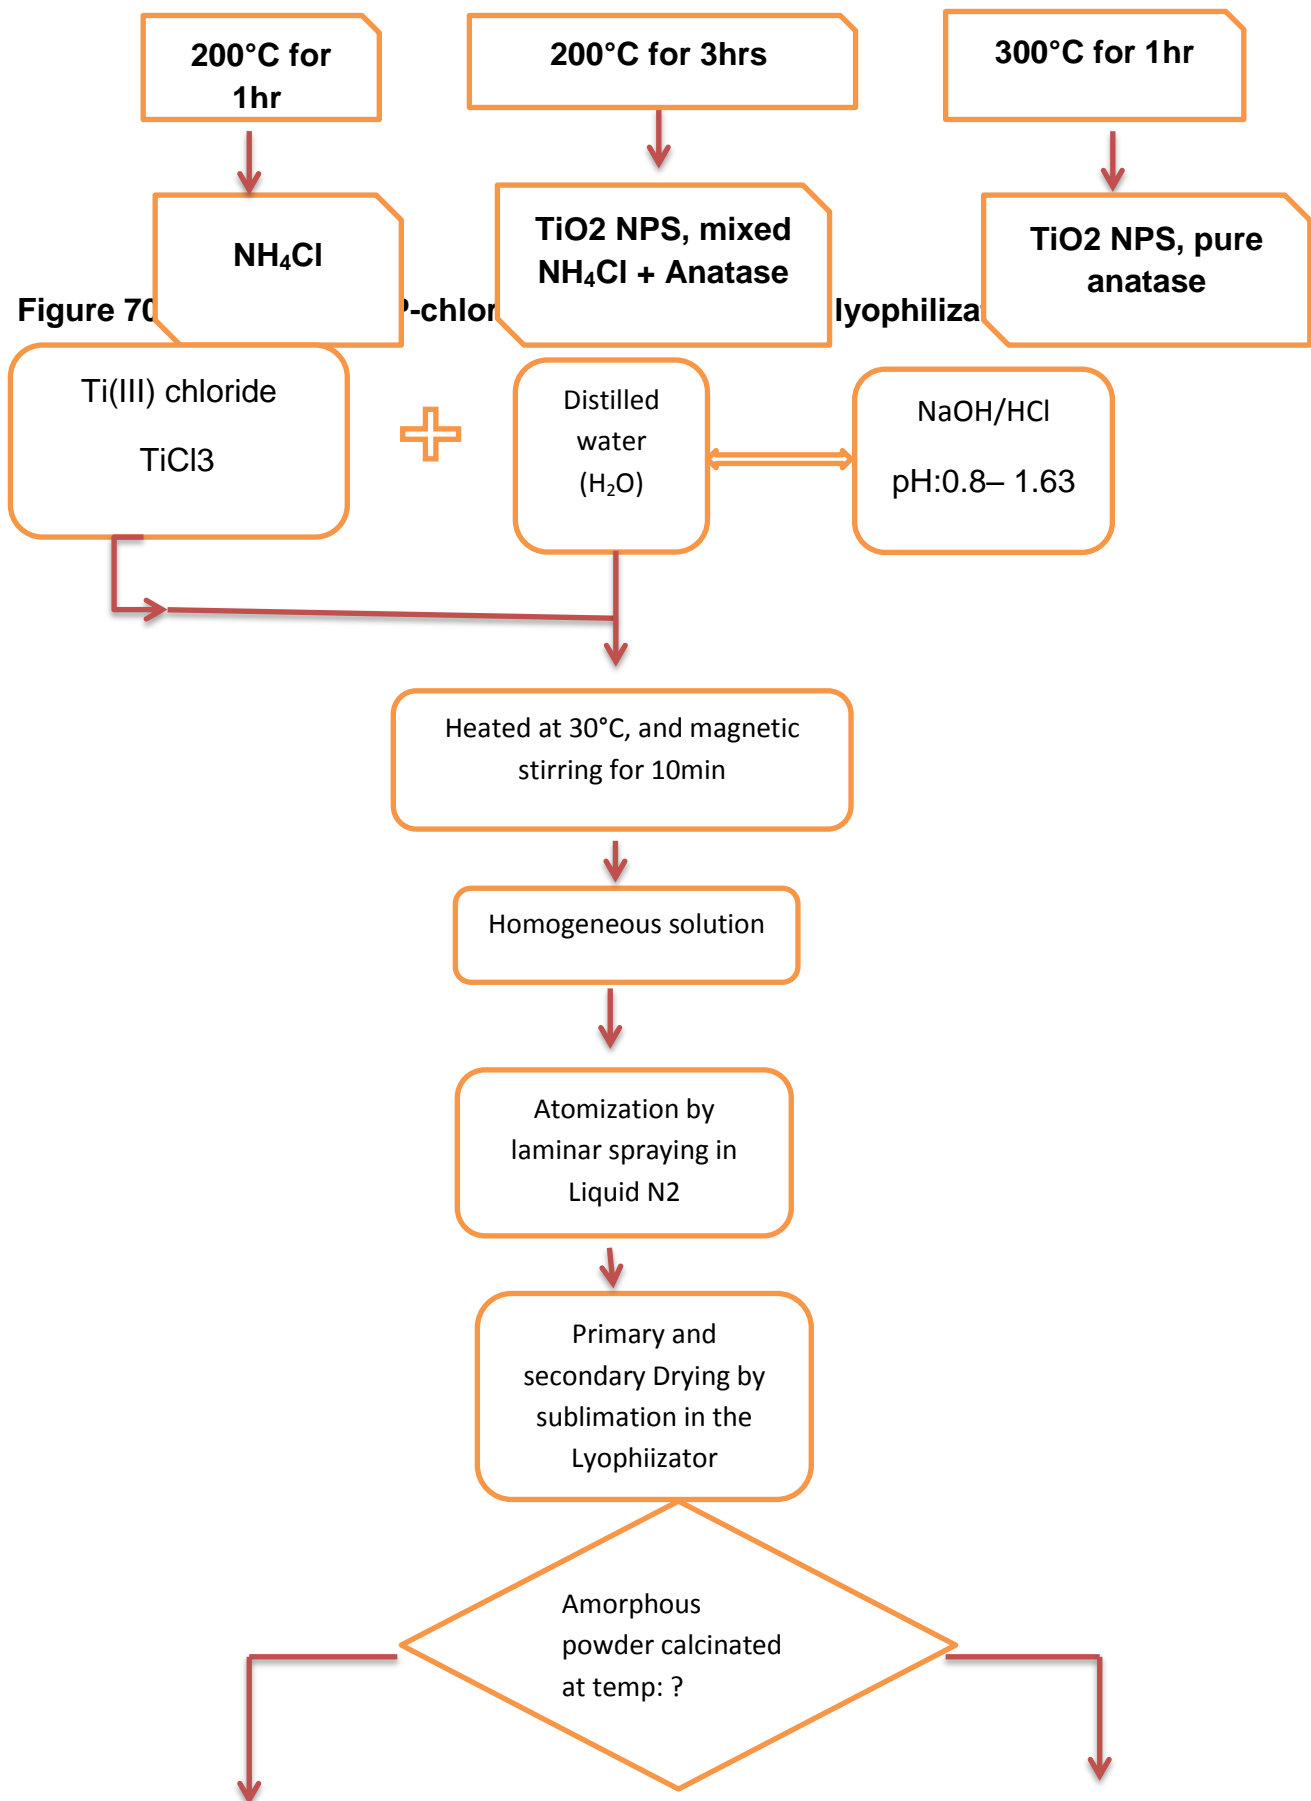 200°C for
1hr
200°C for 3hrs
300°C for 1hr
NH₄Cl
TiO2 NPS, mixed
NH₄Cl + Anatase
TiO2 NPS, pure
anatase
Figure 70
Ti(III) chloride
TiCl3
Distilled
water
(H₂O)
NaOH/HCl
pH:0.8– 1.63
Heated at 30°C, and magnetic
stirring for 10min
Homogeneous solution
Atomization by
laminar spraying in
Liquid N2
Primary and
secondary Drying by
sublimation in the
Lyophiizator
Amorphous
powder calcinated
at temp: ?